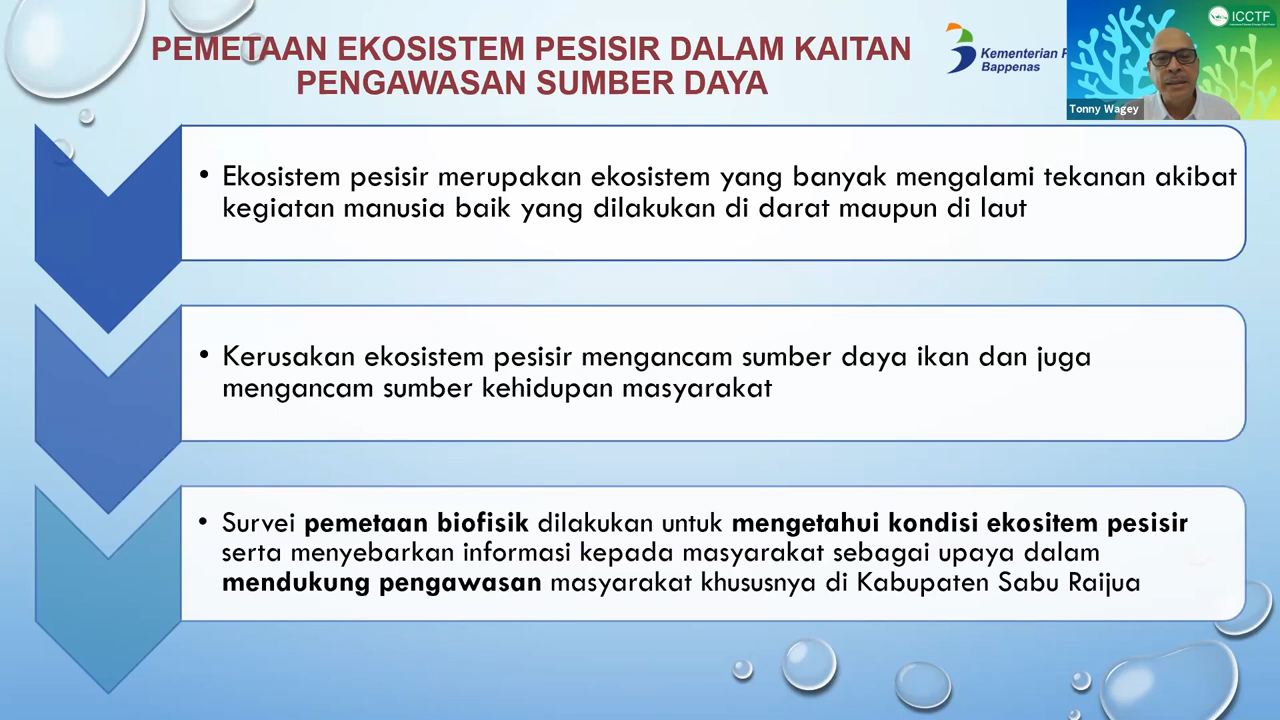 PEMETAAN EKOSISTEM PESISIR DALAM KAITAN
PENGAWASAN SUMBER DAYA
Kementerian
Bappenas
ICCTF
Tonny Wagey
• Ekosistem pesisir merupakan ekosistem yang banyak mengalami tekanan akibat
kegiatan manusia baik yang dilakukan di darat maupun di laut
• Kerusakan ekosistem pesisir mengancam sumber daya ikan dan juga
mengancam sumber kehidupan masyarakat
• Survei pemetaan biofisik dilakukan untuk mengetahui kondisi ekositem pesisir
serta menyebarkan informasi kepada masyarakat sebagai upaya dalam
mendukung pengawasan masyarakat khususnya di Kabupaten Sabu Raijua